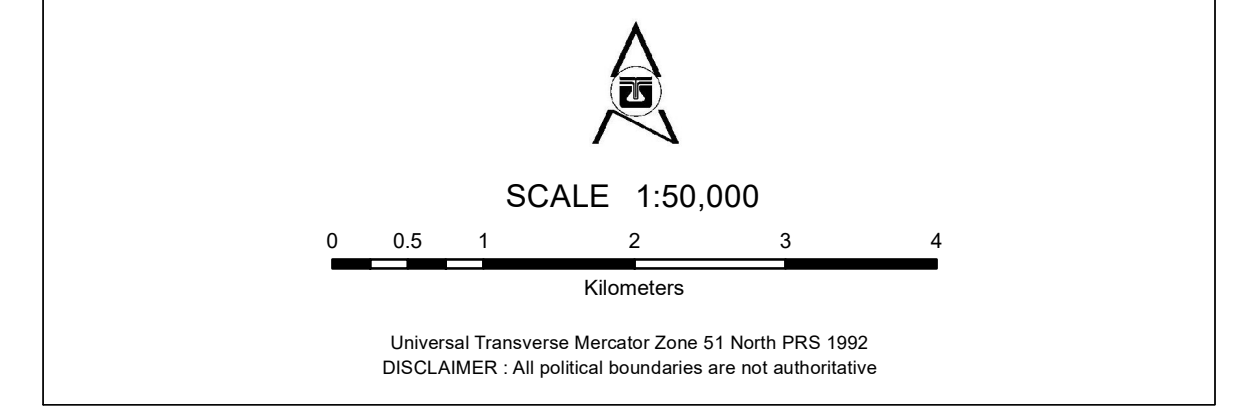 SCALE 1:50,000
0 0.5 1 2 3 4
Kilometers
Universal Transverse Mercator Zone 51 North PRS 1992
DISCLAIMER : All political boundaries are not authoritative